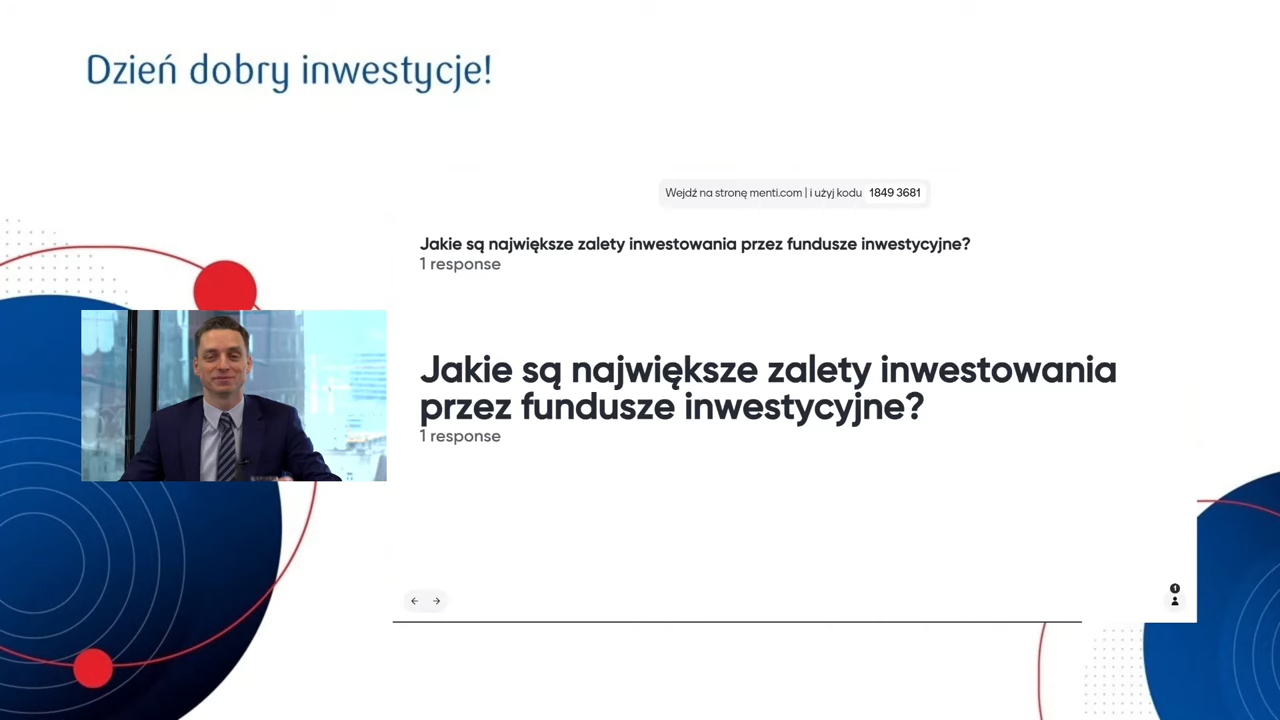 Dzień dobry inwestycje!
Wejdź na stronę menti.com | i użyj kodu 1849 3681
Jakie są największe zalety inwestowania przez fundusze inwestycyjne?
1 response
Jakie są największe zalety inwestowania
przez fundusze inwestycyjne?
1 response
1